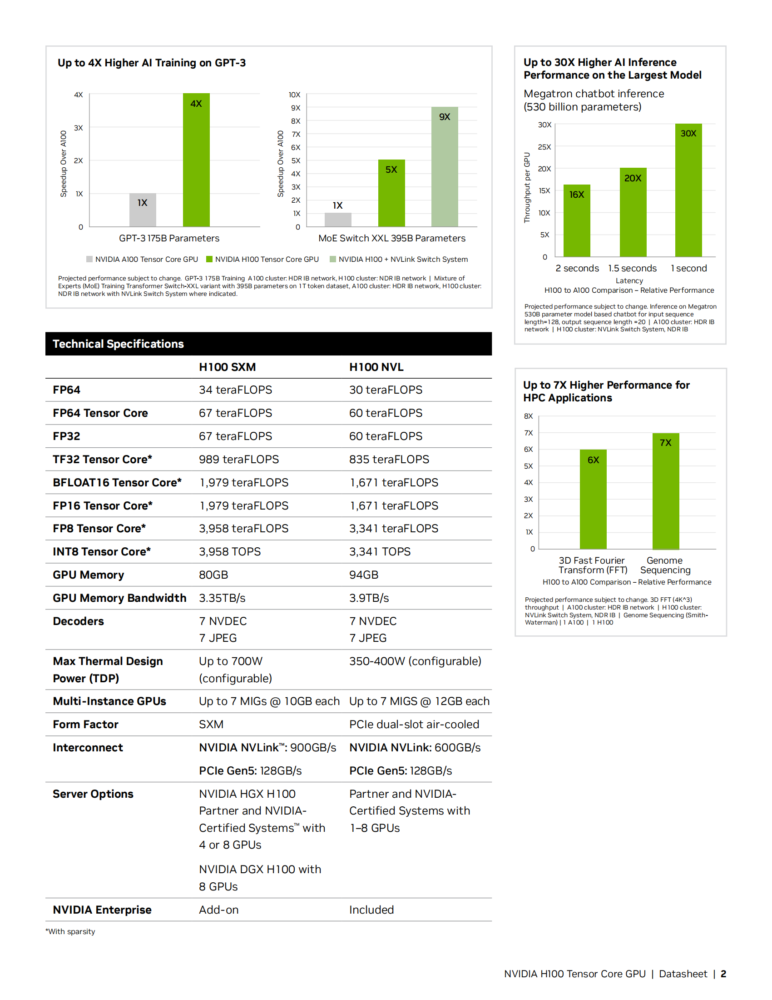 Up to 4X Higher AI Training on GPT-3
Speedup Over A100
4X
3X
2X
1X
0
1X
4X
GPT-3 175B Parameters
Speedup Over A100
10X
9X
8X
7X
6X
5X
4X
3X
2X
1X
0
1X
5X
9X
MoE Switch XXL 395B Parameters
NVIDIA A100 Tensor Core GPU NVIDIA H100 Tensor Core GPU NVIDIA H100 + NVLink Switch System
Projected performance subject to change. GPT-3 175B Training A100 cluster: HDR IB network, H100 cluster: NDR IB network | Mixture of
Experts (MoE) Training Transformer Switch-XXL variant with 395B parameters on 1T token dataset, A100 cluster: HDR IB network, H100 cluster:
NDR IB network with NVLink Switch System where indicated.
Up to 30X Higher AI Inference
Performance on the Largest Model
Megatron chatbot inference
(530 billion parameters)
Throughput per GPU
30X
25X
20X
15X
10X
5X
0
16X
20X
30X
2 seconds 1.5 seconds 1 second
Latency
H100 to A100 Comparison – Relative Performance
Projected performance subject to change. Inference on Megatron
530B parameter model based chatbot for input sequence
length=128, output sequence length =20 | A100 cluster: HDR IB
network | H100 cluster: NVLink Switch System, NDR IB
Technical Specifications
H100 SXM H100 NVL
FP64 34 teraFLOPS 30 teraFLOPS
FP64 Tensor Core 67 teraFLOPS 60 teraFLOPS
FP32 67 teraFLOPS 60 teraFLOPS
TF32 Tensor Core* 989 teraFLOPS 835 teraFLOPS
BFLOAT16 Tensor Core* 1,979 teraFLOPS 1,671 teraFLOPS
FP16 Tensor Core* 1,979 teraFLOPS 1,671 teraFLOPS
FP8 Tensor Core* 3,958 teraFLOPS 3,341 teraFLOPS
INT8 Tensor Core* 3,958 TOPS 3,341 TOPS
GPU Memory 80GB 94GB
GPU Memory Bandwidth 3.35TB/s 3.9TB/s
Decoders 7 NVDEC 7 NVDEC
7 JPEG 7 JPEG
Max Thermal Design Up to 700W 350-400W (configurable)
Power (TDP) (configurable)
Multi-Instance GPUs Up to 7 MIGs @ 10GB each Up to 7 MIGS @ 12GB each
Form Factor SXM PCIe dual-slot air-cooled
Interconnect NVIDIA NVLink™: 900GB/s NVIDIA NVLink: 600GB/s
PCIe Gen5: 128GB/s PCIe Gen5: 128GB/s
Server Options NVIDIA HGX H100 Partner and NVIDIA-
Partner and NVIDIA- Certified Systems with
Certified Systems™ with 1–8 GPUs
4 or 8 GPUs
NVIDIA DGX H100 with
8 GPUs
NVIDIA Enterprise Add-on Included
*With sparsity
Up to 7X Higher Performance for
HPC Applications
8X
7X
6X
5X
4X
3X
2X
1X
0
6X
7X
3D Fast Fourier Genome
Transform (FFT) Sequencing
H100 to A100 Comparison – Relative Performance
Projected performance subject to change. 3D FFT (4K^3)
throughput | A100 cluster: HDR IB network | H100 cluster:
NVLink Switch System, NDR IB | Genome Sequencing (Smith-
Waterman) | 1 A100 | 1 H100
NVIDIA H100 Tensor Core GPU | Datasheet | 2